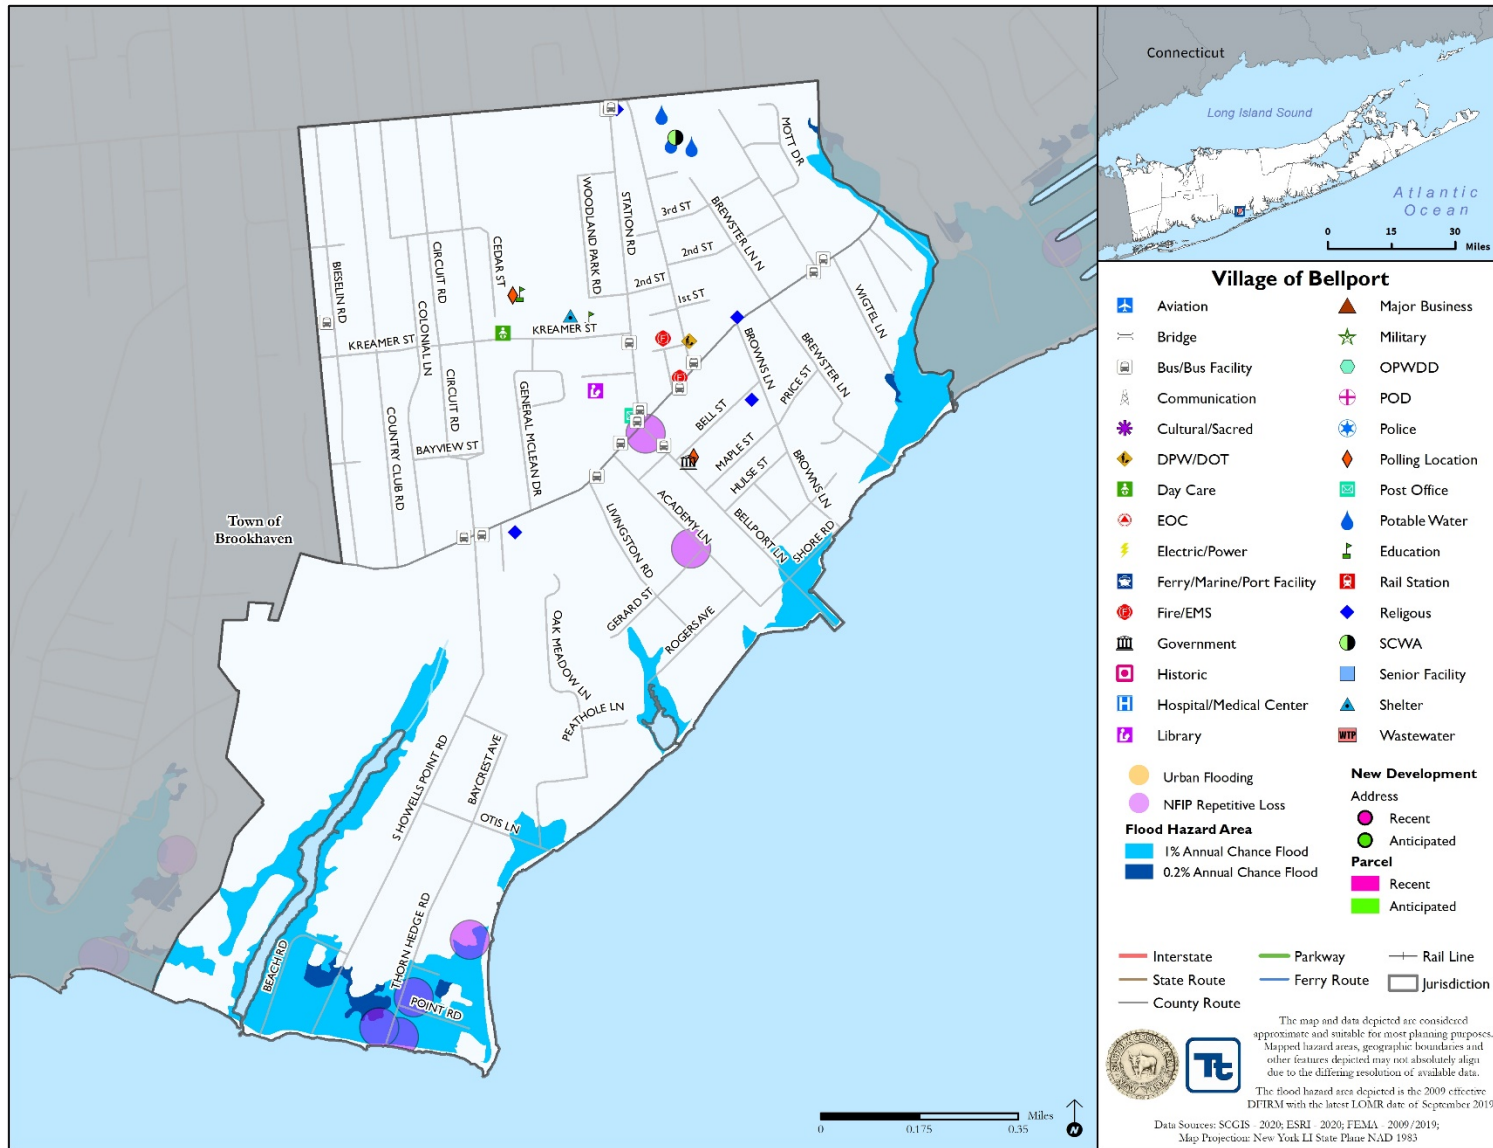 MOTT DR
WOODLAND PARK RD
STATION RD
3rd ST
BREWSTER LN N
2nd ST
2nd ST
1st ST
CEDAR ST
CIRCUIT RD
BIESELIN RD
COLONIAL LN
KREAMER ST
KREAMER ST
WIGTEL LN
BROWNS LN
BREWSTER LN
PRICE ST
CIRCUIT RD
COUNTRY CLUB RD
GENERAL MCLEAN DR
BELL ST
MAPLE ST
BAYVIEW ST
HULSE ST
BROWNS LN
ACADEMY LN
BELLPORT LN
SHORE RD
LIVINGSTON RD
Town of
Brookhaven
GERARD ST
ROGERS AVE
OAK MEADOW LN
PEATHOLE LN
S HOWELLS POINT RD
BAYCREST AVE
OTIS LN
THORN HEDGE RD
BEACH RD
POINT RD
Miles
0 0.175 0.35
N
Connecticut
Long Island Sound
Atlantic
Ocean
0 15 30
Miles
Village of Bellport
Aviation
Bridge
Bus/Bus Facility
Communication
Cultural/Sacred
DPW/DOT
Day Care
EOC
Electric/Power
Ferry/Marine/Port Facility
Fire/EMS
Government
Historic
Hospital/Medical Center
Library
Major Business
Military
OPWDD
POD
Police
Polling Location
Post Office
Potable Water
Education
Rail Station
Religous
SCWA
Senior Facility
Shelter
WTP Wastewater
Urban Flooding
NFIP Repetitive Loss
Flood Hazard Area
1% Annual Chance Flood
0.2% Annual Chance Flood
New Development
Address
Recent
Anticipated
Parcel
Recent
Anticipated
Interstate
State Route
County Route
Parkway
Ferry Route
Rail Line
Jurisdiction
Tt
The map and data depicted are considered
approximate and suitable for most planning purposes.
Mapped hazard areas, geographic boundaries and
other features depicted may not absolutely align
due to the differing resolution of available data.
The flood hazard area depicted is the 2009 effective
DFIRM with the latest LOMR date of September 2019
Data Sources: SCGIS - 2020; ESRI - 2020; FEMA - 2009/2019;
Map Projection: New York LI State Plane NAD 1983